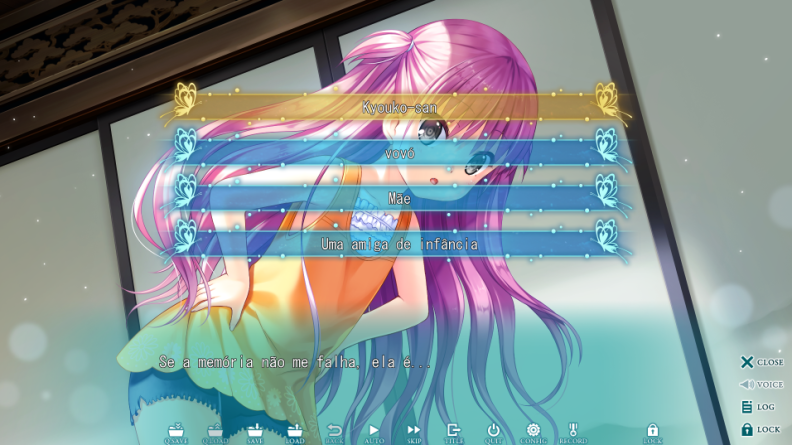 Kyouko-san
vovó
Mãe
Uma amiga de infância
Se a memória não me falha, ela é...
CLOSE
VOICE
LOG
LOCK
Q.SAVE
Q.LOAD
SAVE
LOAD
BACK
AUTO
SKIP
TITLE
QUIT
CONFIG
RECORD
LOCK